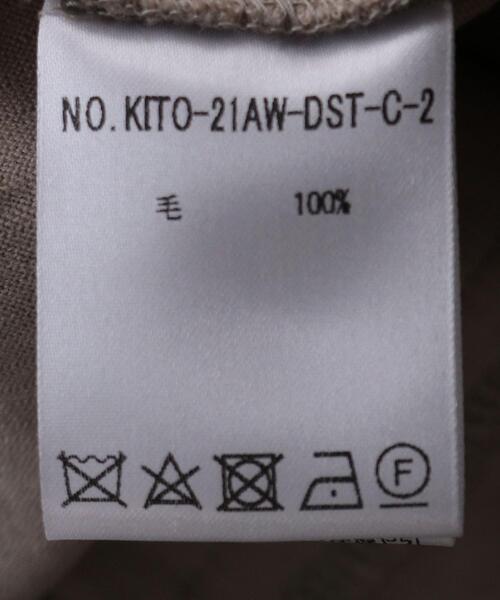 NO. KITO-21AW-DST-C-2
毛 100%
F